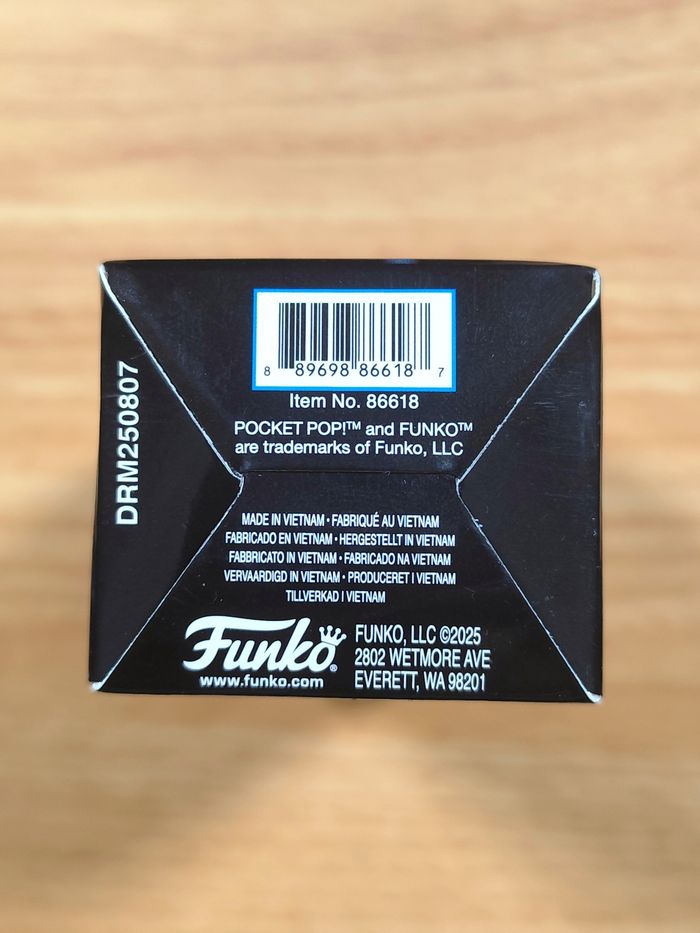 8 89698 86618 7
Item No. 86618
POCKET POP!™ and FUNKO™
are trademarks of Funko, LLC
DRM250807
MADE IN VIETNAM • FABRIQUÉ AU VIETNAM
FABRICADO EN VIETNAM • HERGESTELLT IN VIETNAM
FABBRICATO IN VIETNAM • FABRICADO NA VIETNAM
VERVAARDIGD IN VIETNAM • PRODUCERET I VIETNAM
TILLVERKAD I VIETNAM
Funko®
www.funko.com
FUNKO, LLC ©2025
2802 WETMORE AVE
EVERETT, WA 98201